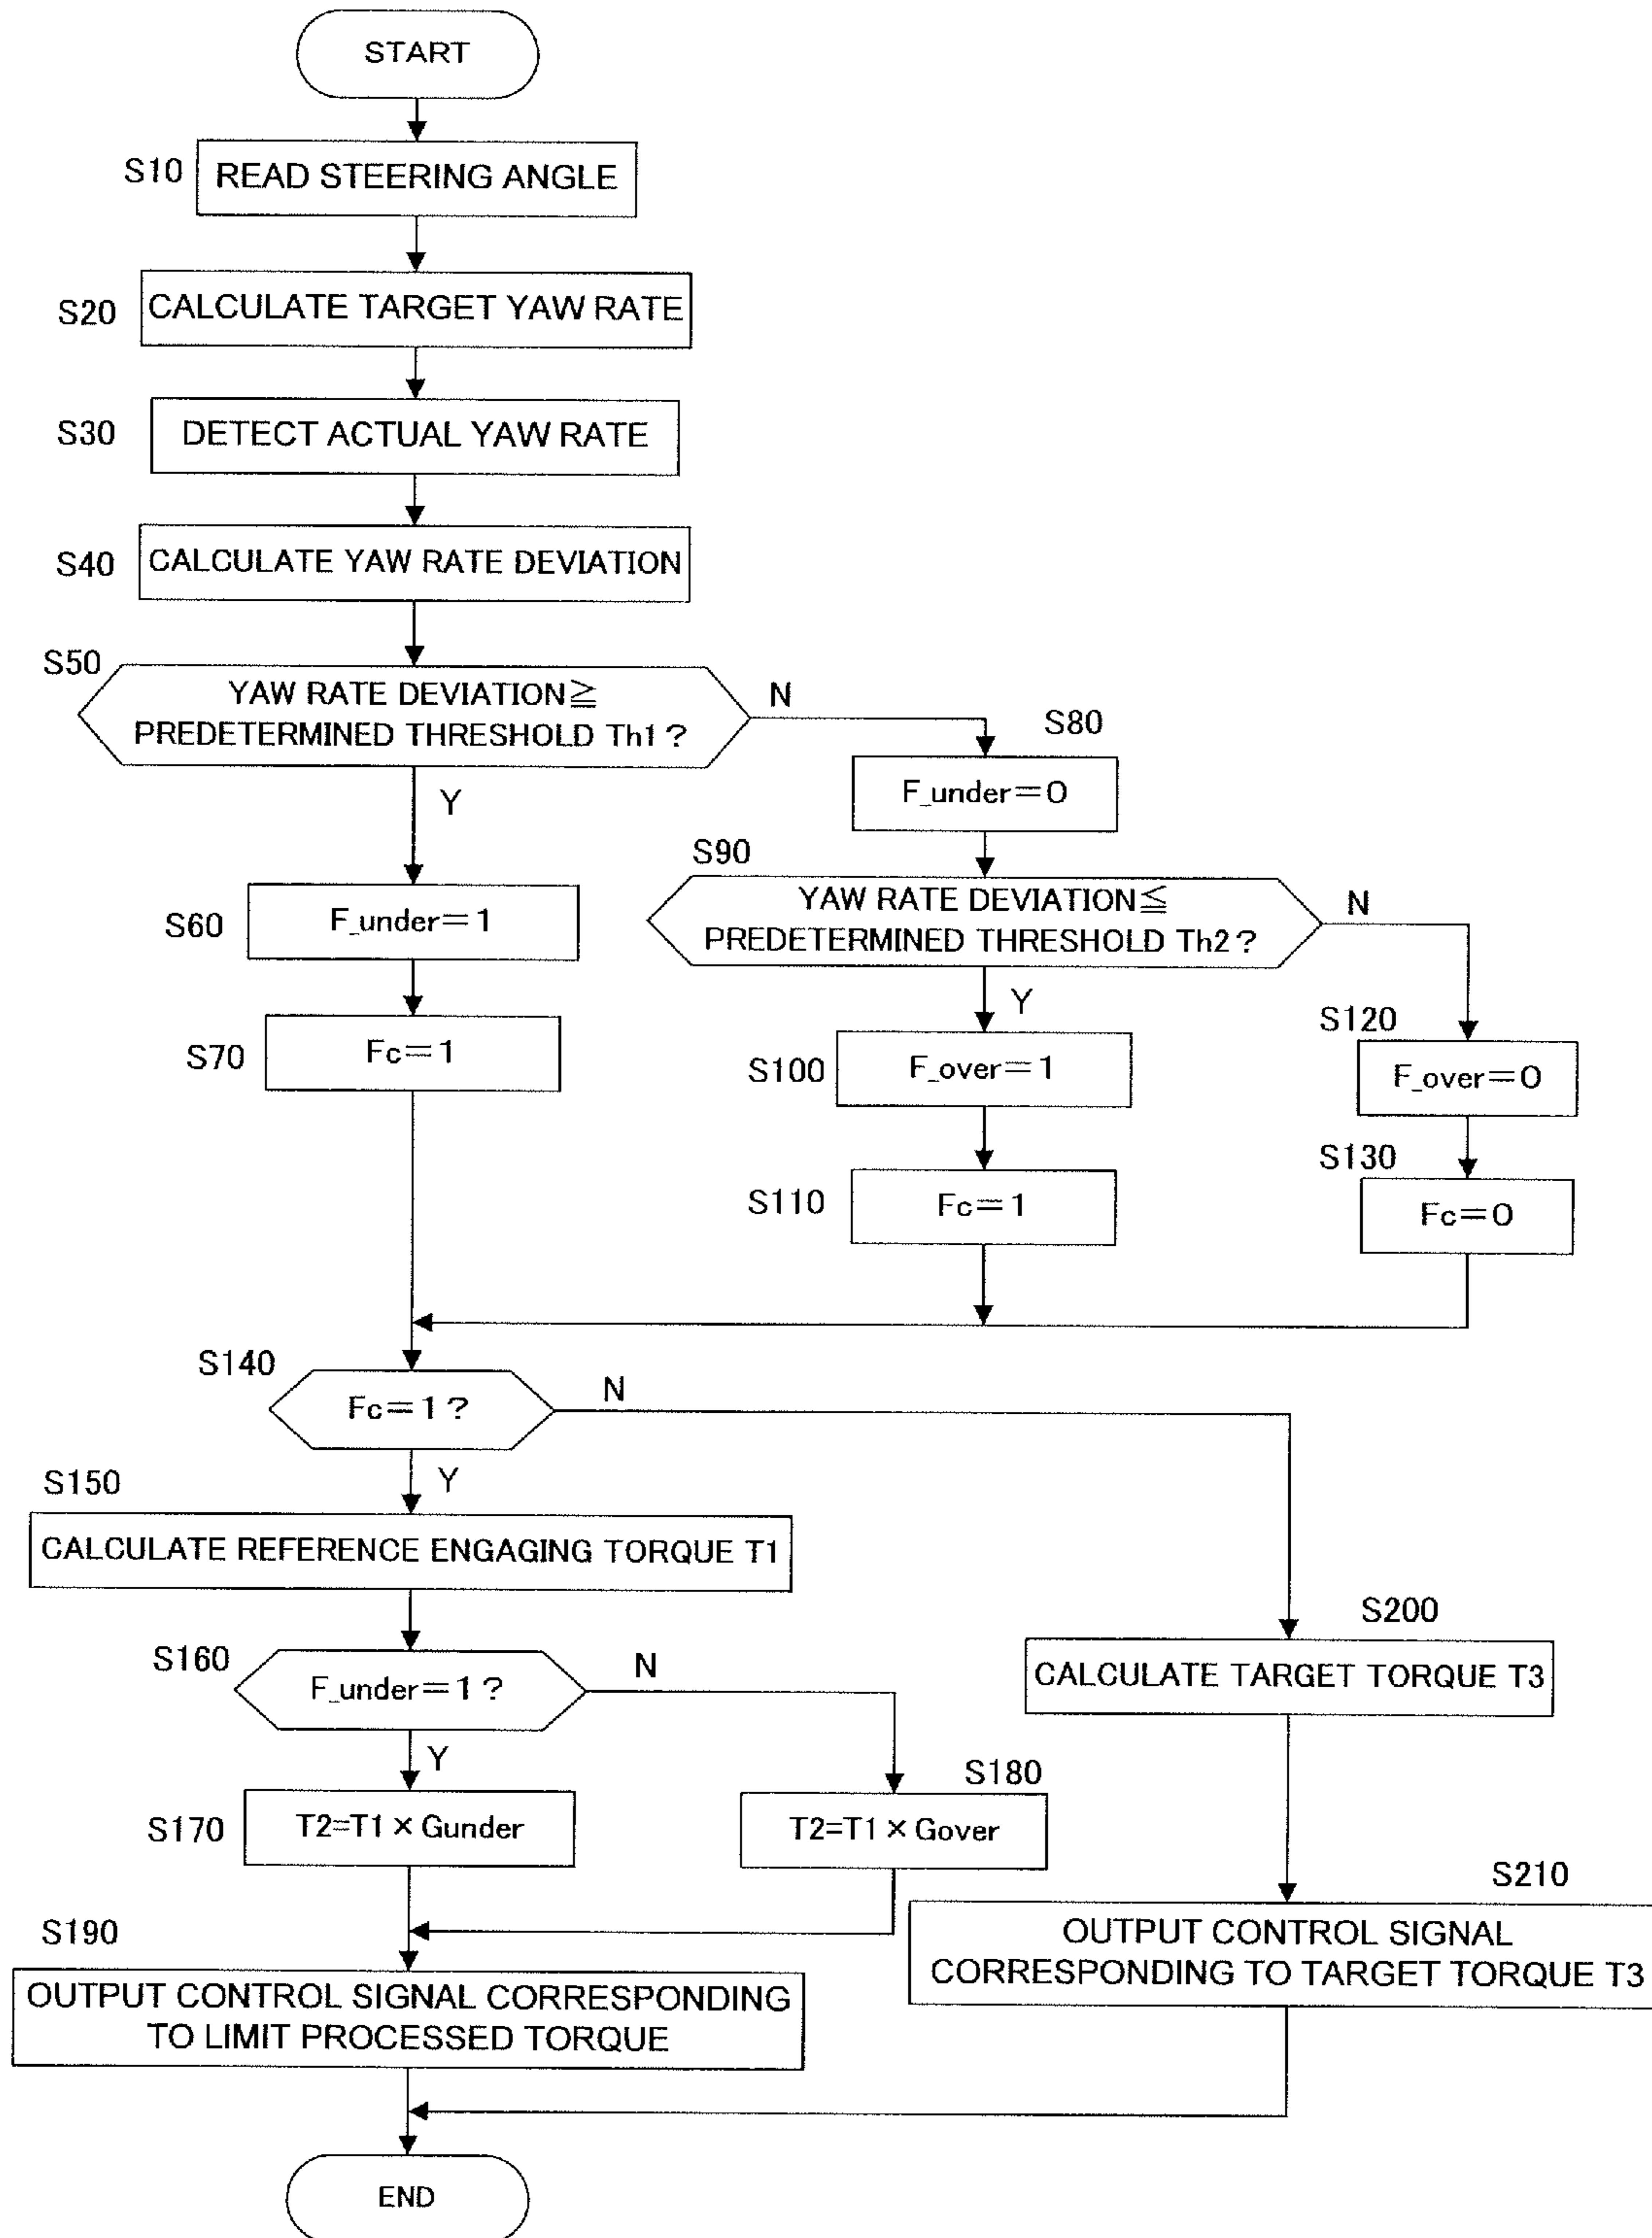 START
S10
READ STEERING ANGLE
S20
CALCULATE TARGET YAW RATE
S30
DETECT ACTUAL YAW RATE
S40
CALCULATE YAW RATE DEVIATION
S50
YAW RATE DEVIATION≧
PREDETERMINED THRESHOLD Th1?
N
Y
S80
F_under=0
S90
YAW RATE DEVIATION≦
PREDETERMINED THRESHOLD Th2?
N
Y
S60
F_under=1
S70
Fc=1
S100
F_over=1
S110
Fc=1
S120
F_over=0
S130
Fc=0
S140
Fc=1?
N
Y
S150
CALCULATE REFERENCE ENGAGING TORQUE T1
S160
F_under=1?
N
Y
S170
T2=T1×Gunder
S180
T2=T1×Gover
S190
OUTPUT CONTROL SIGNAL CORRESPONDING
TO LIMIT PROCESSED TORQUE
S200
CALCULATE TARGET TORQUE T3
S210
OUTPUT CONTROL SIGNAL
CORRESPONDING TO TARGET TORQUE T3
END